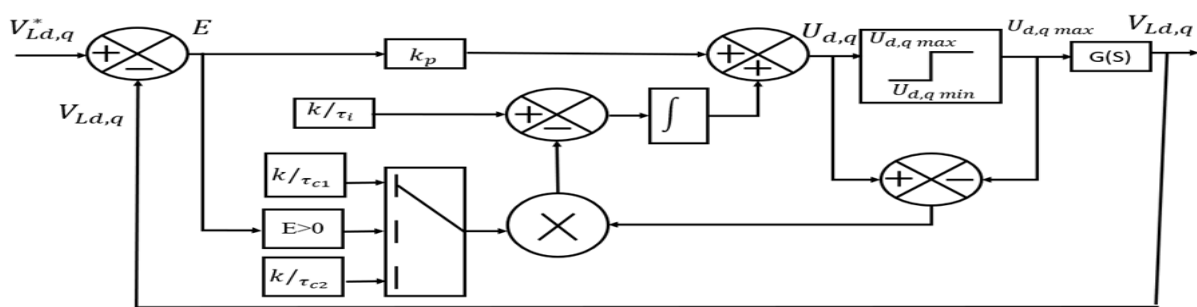 V*Ld,q
E
kp
Ud,q
Ud,q max
Ud,q min
Ud,q max
VLd,q
G(S)
+
−
+
+
VLd,q
k/τi
+
−
∫
k/τc1
+
−
E>0
×
k/τc2